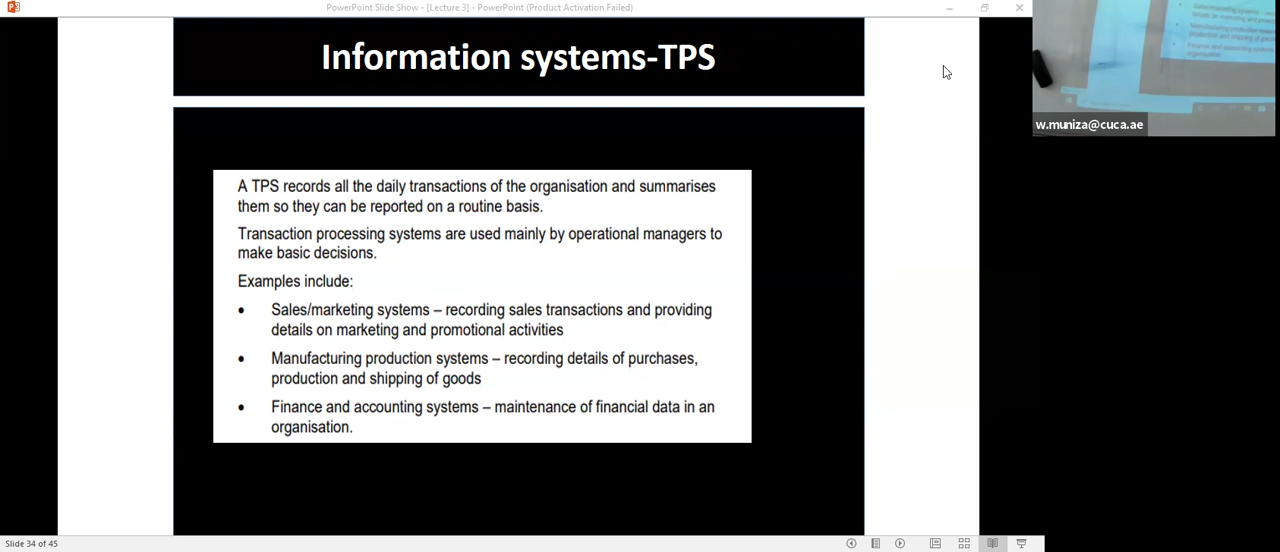 PowerPoint Slide Show - [Lecture 3] - PowerPoint (Product Activation Failed)
Information systems-TPS
w.muniza@cuca.ae
A TPS records all the daily transactions of the organisation and summarises
them so they can be reported on a routine basis.
Transaction processing systems are used mainly by operational managers to
make basic decisions.
Examples include:
• Sales/marketing systems – recording sales transactions and providing
details on marketing and promotional activities
• Manufacturing production systems – recording details of purchases,
production and shipping of goods
• Finance and accounting systems – maintenance of financial data in an
organisation.
Slide 34 of 45